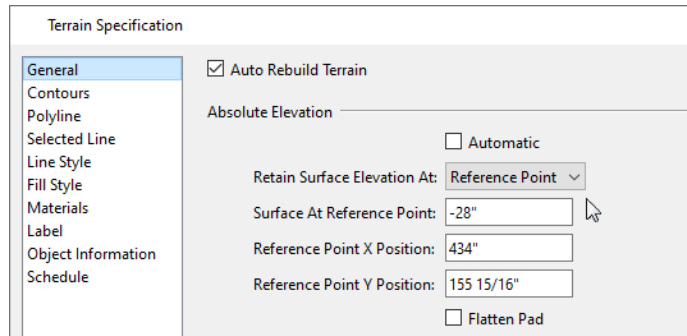 Terrain Specification
General
Contours
Polyline
Selected Line
Line Style
Fill Style
Materials
Label
Object Information
Schedule
Auto Rebuild Terrain
Absolute Elevation
Automatic
Retain Surface Elevation At: Reference Point
Surface At Reference Point: -28"
Reference Point X Position: 434"
Reference Point Y Position: 155 15/16"
Flatten Pad